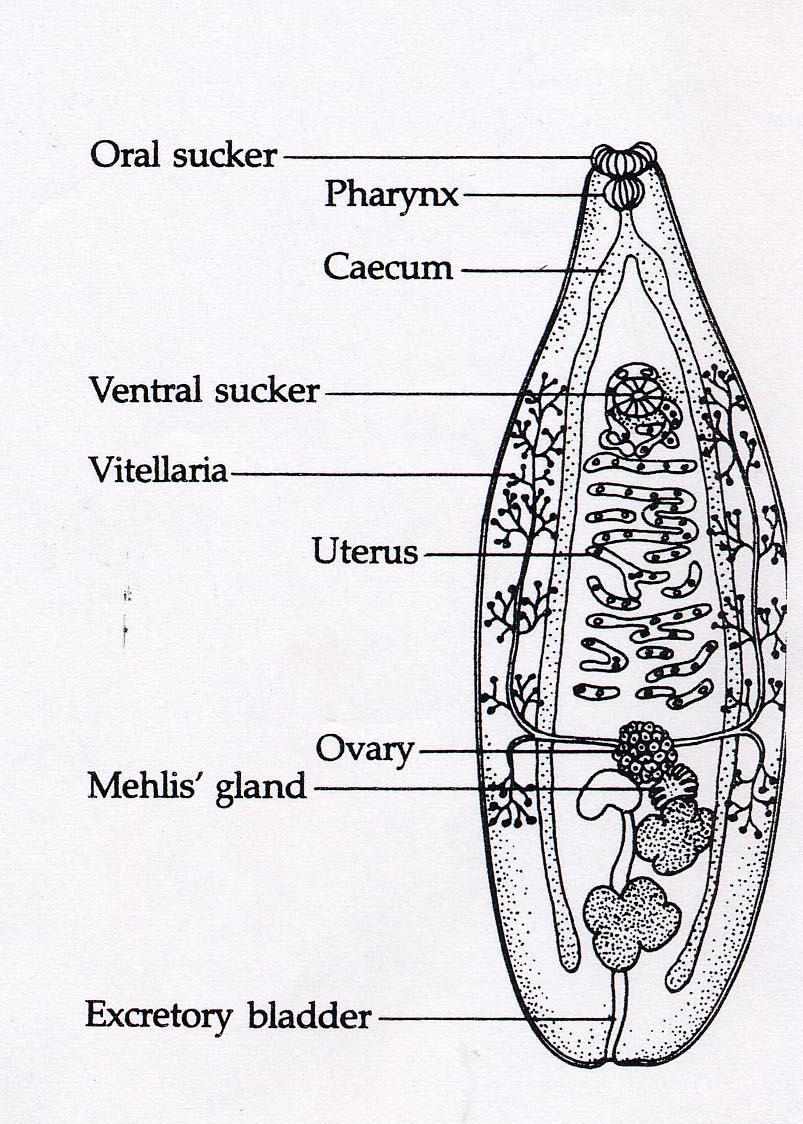 Oral sucker
Pharynx
Caecum
Ventral sucker
Vitellaria
Uterus
Ovary
Mehlis’ gland
Excretory bladder